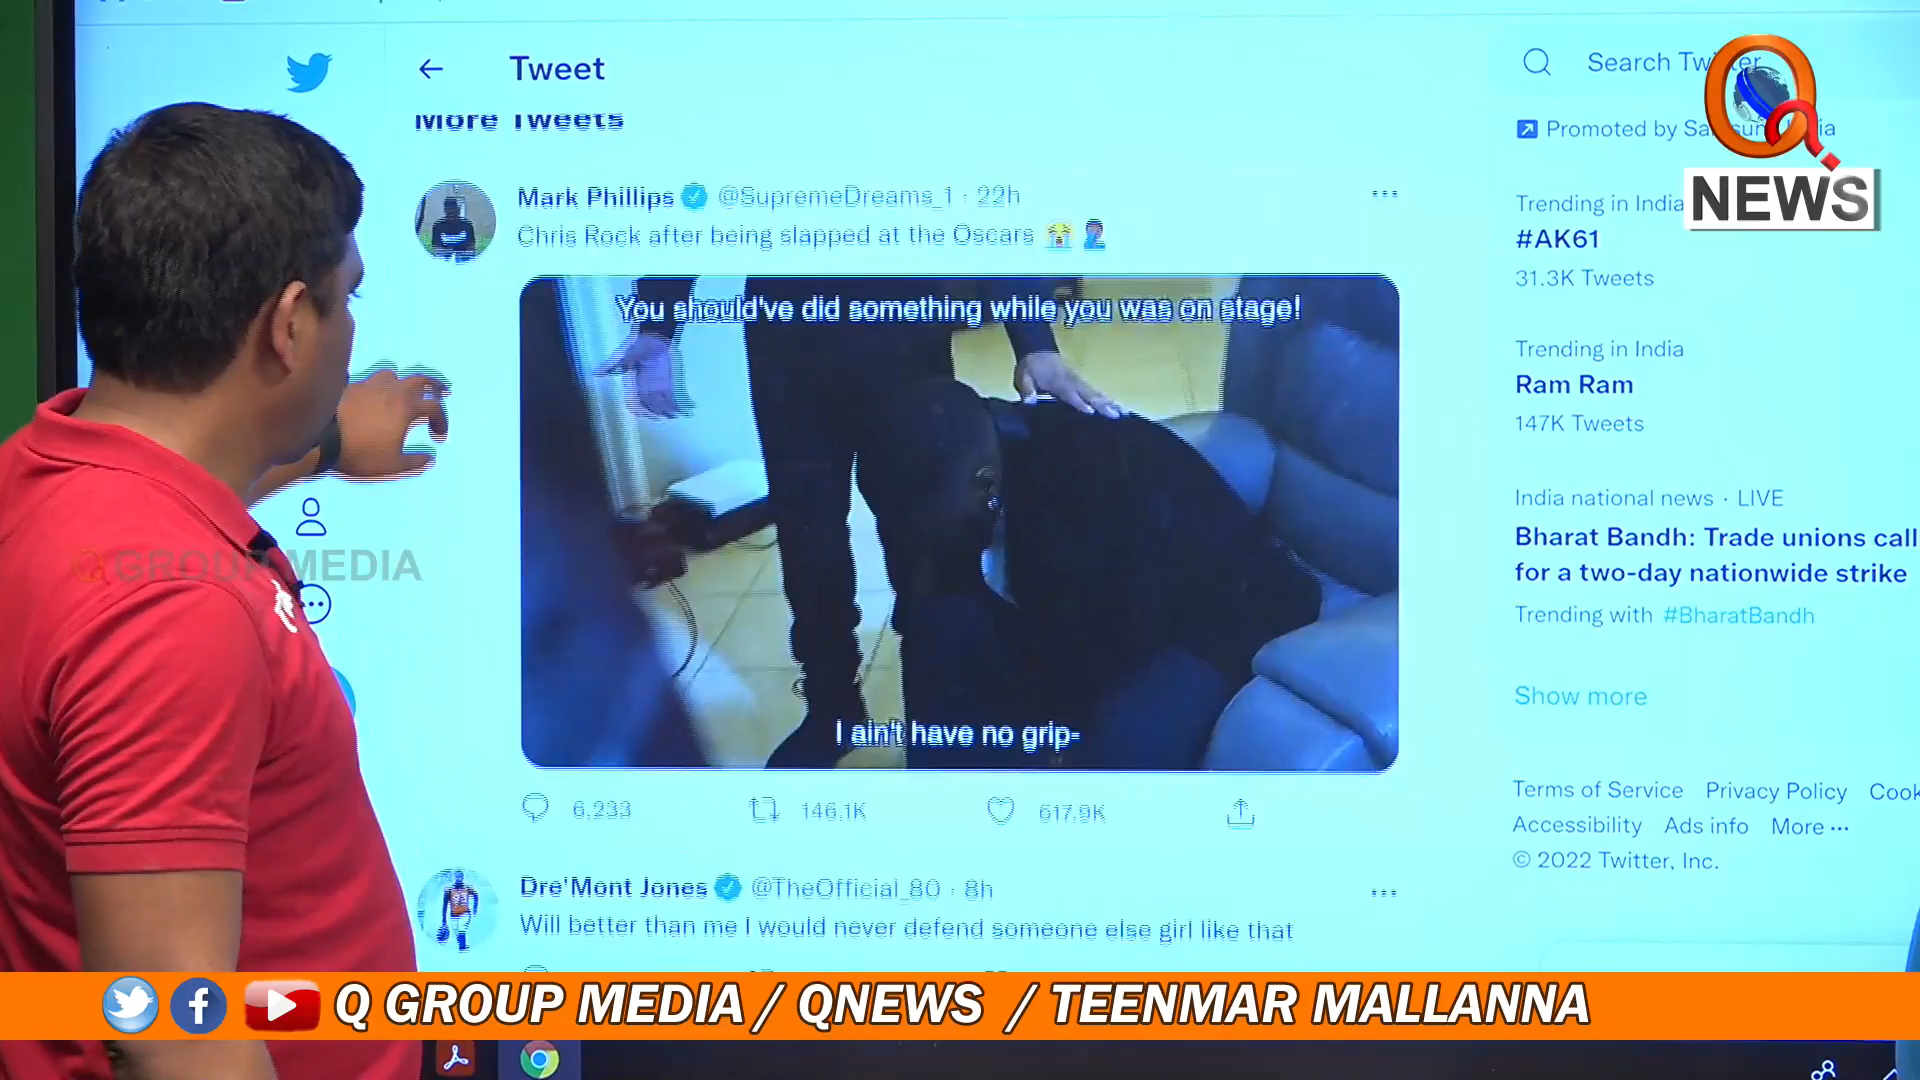 Tweet
More Tweets
Mark Phillips @SupremeDreams_1 · 22h
Chris Rock after being slapped at the Oscars
You should've did something while you was on stage!
I ain't have no grip-
6,233 146.1K 617.9K
Dre'Mont Jones @TheOfficial_80 · 8h
Will better than me I would never defend someone else girl like that
Search Twitter
Promoted by Samsung India
Trending in India
#AK61
31.3K Tweets
Trending in India
Ram Ram
147K Tweets
India national news · LIVE
Bharat Bandh: Trade unions call
for a two-day nationwide strike
Trending with #BharatBandh
Show more
Terms of Service Privacy Policy Cook
Accessibility Ads info More ...
© 2022 Twitter, Inc.
Q NEWS
Q GROUP MEDIA
Q GROUP MEDIA / QNEWS / TEENMAR MALLANNA